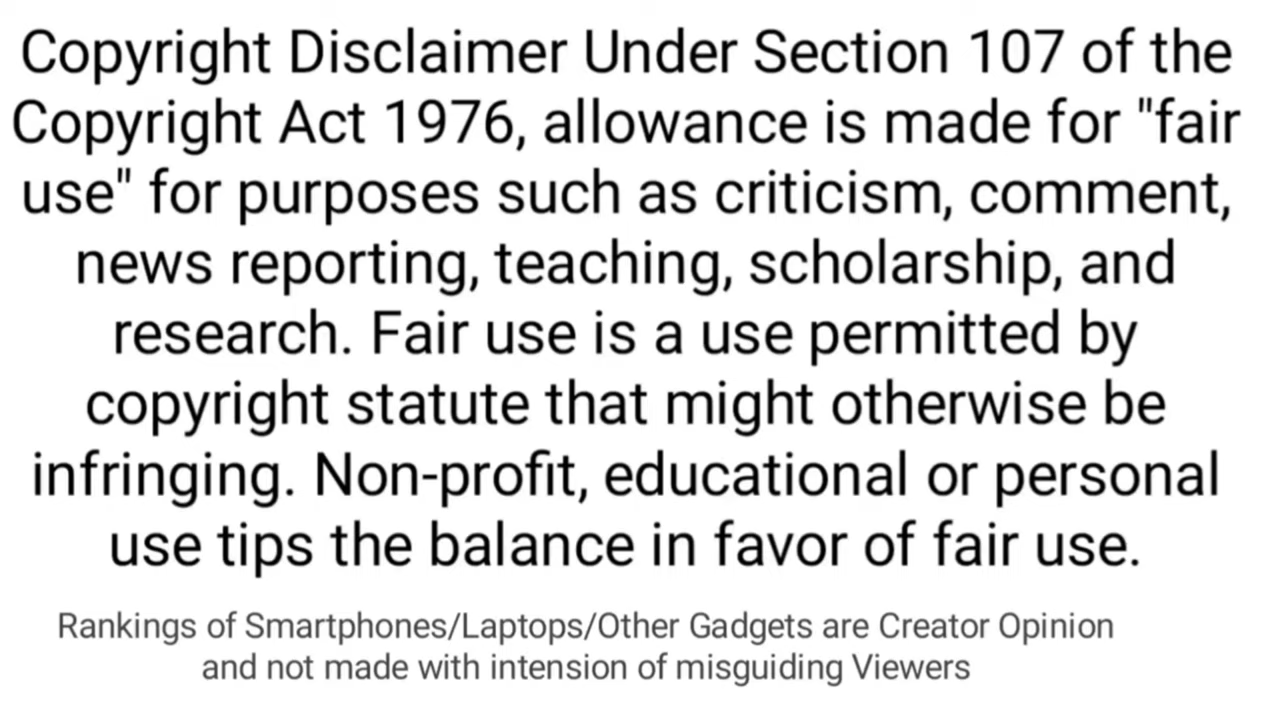 Copyright Disclaimer Under Section 107 of the
Copyright Act 1976, allowance is made for "fair
use" for purposes such as criticism, comment,
news reporting, teaching, scholarship, and
research. Fair use is a use permitted by
copyright statute that might otherwise be
infringing. Non-profit, educational or personal
use tips the balance in favor of fair use.
Rankings of Smartphones/Laptops/Other Gadgets are Creator Opinion
and not made with intension of misguiding Viewers